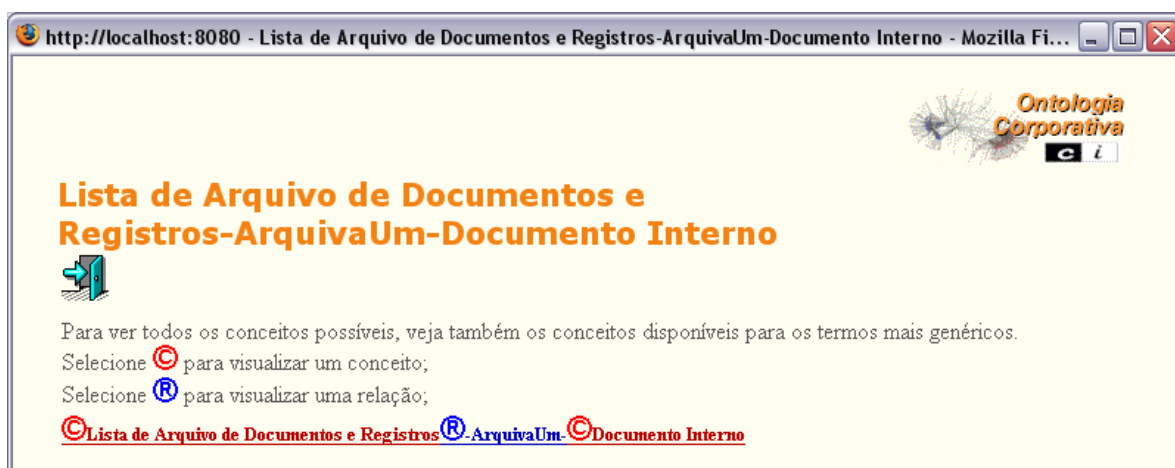 http://localhost:8080 - Lista de Arquivo de Documentos e Registros-ArquivaUm-Documento Interno - Mozilla Fi...
Ontologia
Corporativa
c i
Lista de Arquivo de Documentos e
Registros-ArquivaUm-Documento Interno
Para ver todos os conceitos possíveis, veja também os conceitos disponíveis para os termos mais genéricos.
Selecione © para visualizar um conceito;
Selecione ® para visualizar uma relação;
©Lista de Arquivo de Documentos e Registros®-ArquivaUm-©Documento Interno